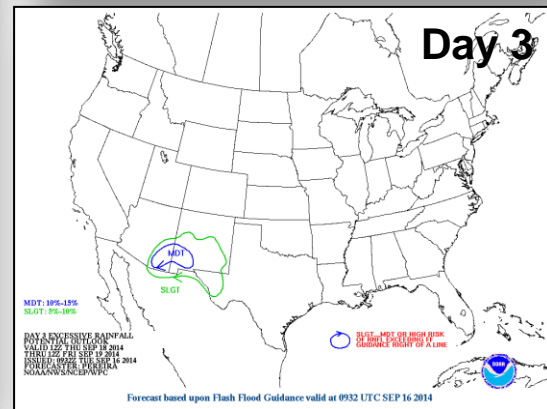 Day 3
MDT
SLGT
MDT: 10%-15%
SLGT: 5%-10%
DAY 3 EXCESSIVE RAINFALL
POTENTIAL OUTLOOK
VALID 12Z THU SEP 18 2014
THRU 12Z FRI SEP 19 2014
ISSUED: 0932Z TUE SEP 16 2014
FORECASTER: PEREIRA
NOAA/NWS/NCEP/WPC
SLGT...MDT OR HIGH RISK
OF RNFL EXCEEDING FF
GUIDANCE RIGHT OF A LINE
NOAA
Forecast based upon Flash Flood Guidance valid at 0932 UTC SEP 16 2014